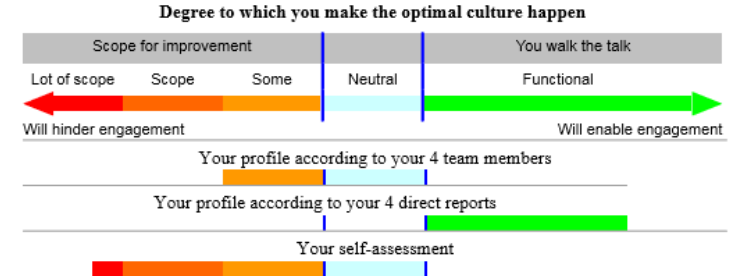 Degree to which you make the optimal culture happen
Scope for improvement You walk the talk
Lot of scope Scope Some Neutral Functional
Will hinder engagement Will enable engagement
Your profile according to your 4 team members
Your profile according to your 4 direct reports
Your self-assessment